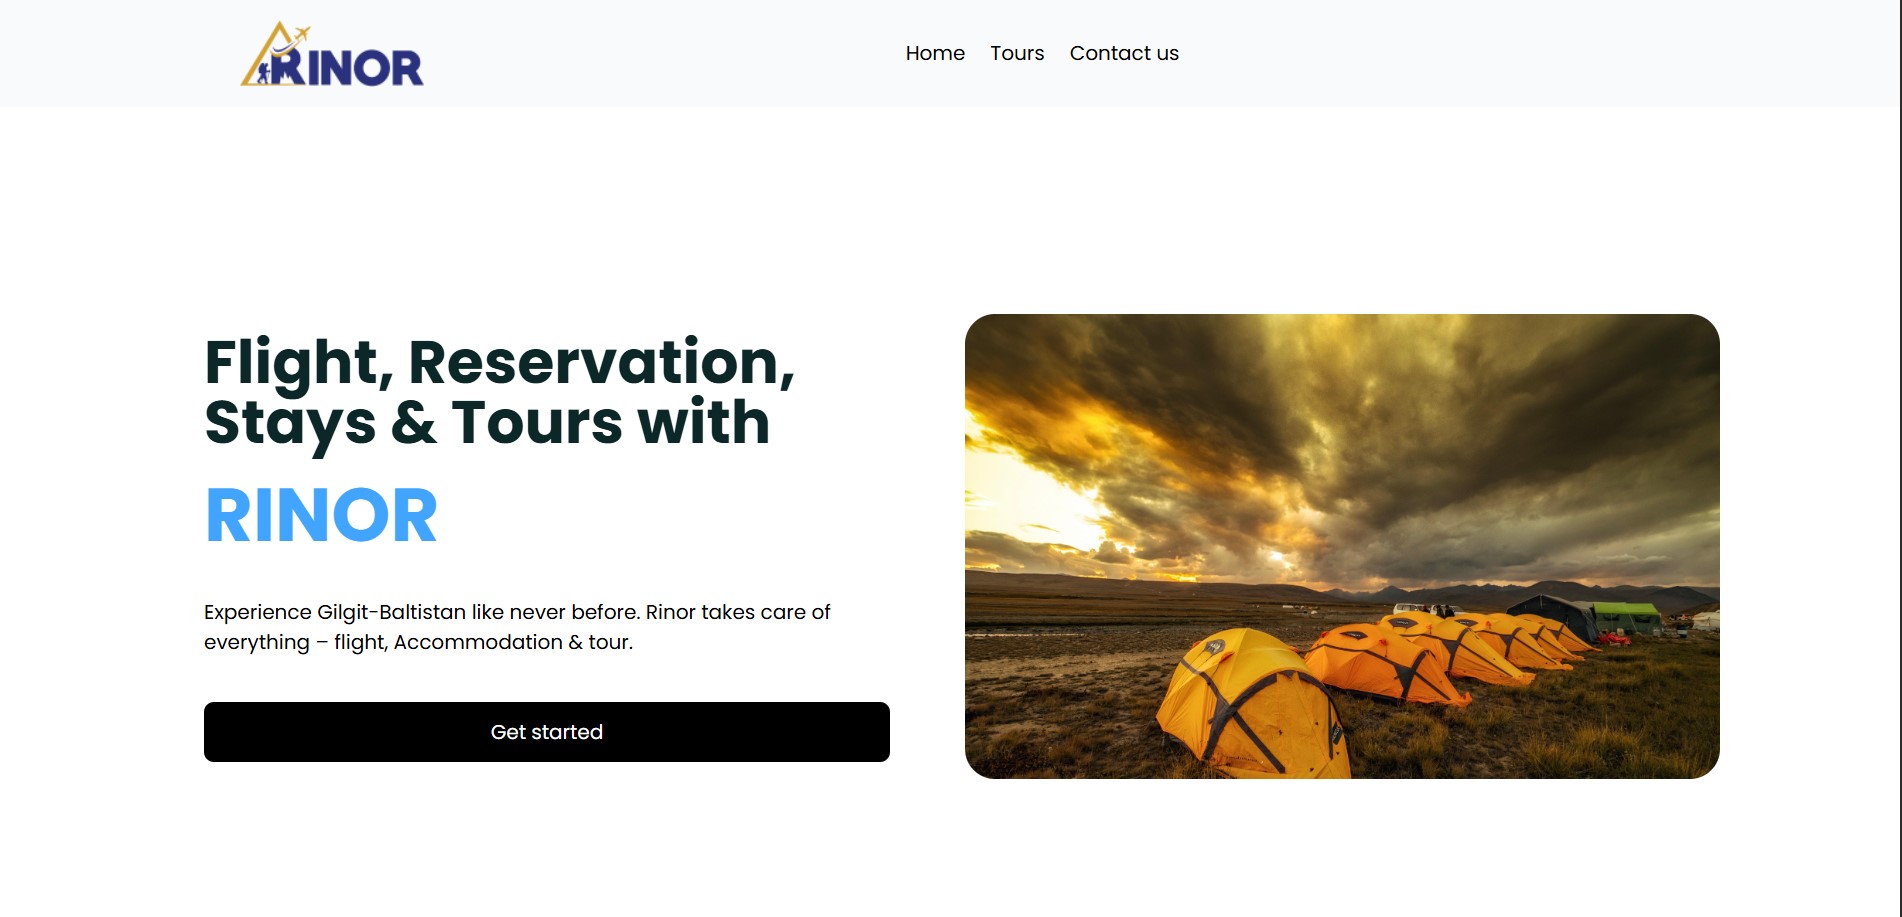 RINOR
Home Tours Contact us
Flight, Reservation,
Stays & Tours with
RINOR
Experience Gilgit-Baltistan like never before. Rinor takes care of
everything – flight, Accommodation & tour.
Get started